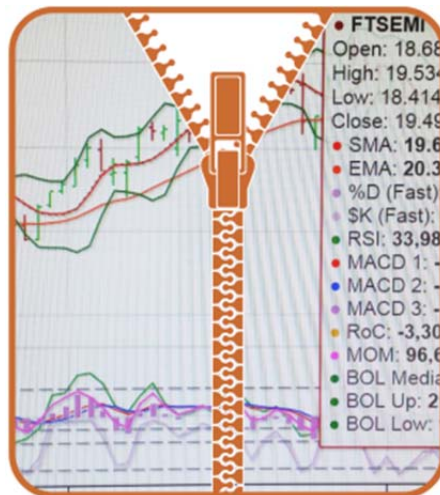 FTSEMI
Open: 18.68
High: 19.534
Low: 18.414
Close: 19.49
SMA: 19.6
EMA: 20.3
%D (Fast)
$K (Fast):
RSI: 33,98
MACD 1: -
MACD 2: -
MACD 3: -
RoC: -3,30
MOM: 96,6
BOL Media
BOL Up: 2
BOL Low: